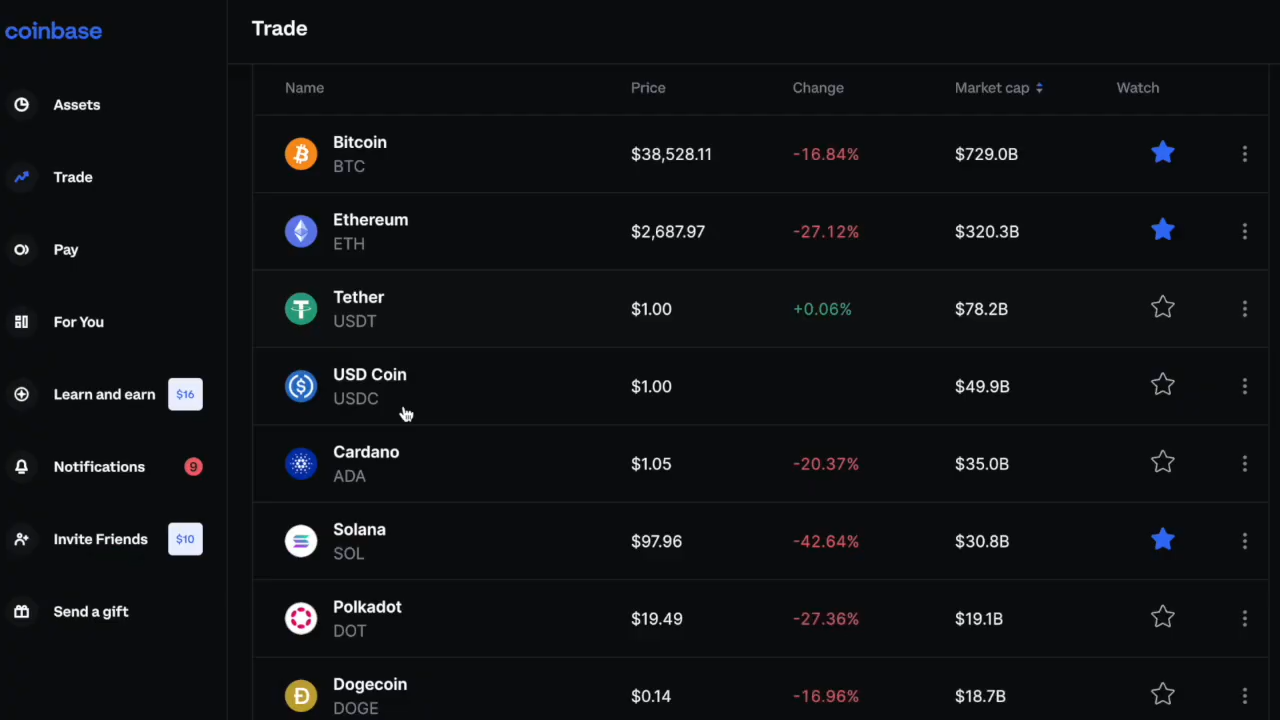 coinbase
Trade
Assets
Trade
Pay
For You
Learn and earn $16
Notifications 9
Invite Friends $10
Send a gift
Name Price Change Market cap Watch
Bitcoin
BTC
$38,528.11 -16.84% $729.0B
Ethereum
ETH
$2,687.97 -27.12% $320.3B
Tether
USDT
$1.00 +0.06% $78.2B
USD Coin
USDC
$1.00 $49.9B
Cardano
ADA
$1.05 -20.37% $35.0B
Solana
SOL
$97.96 -42.64% $30.8B
Polkadot
DOT
$19.49 -27.36% $19.1B
Dogecoin
DOGE
$0.14 -16.96% $18.7B